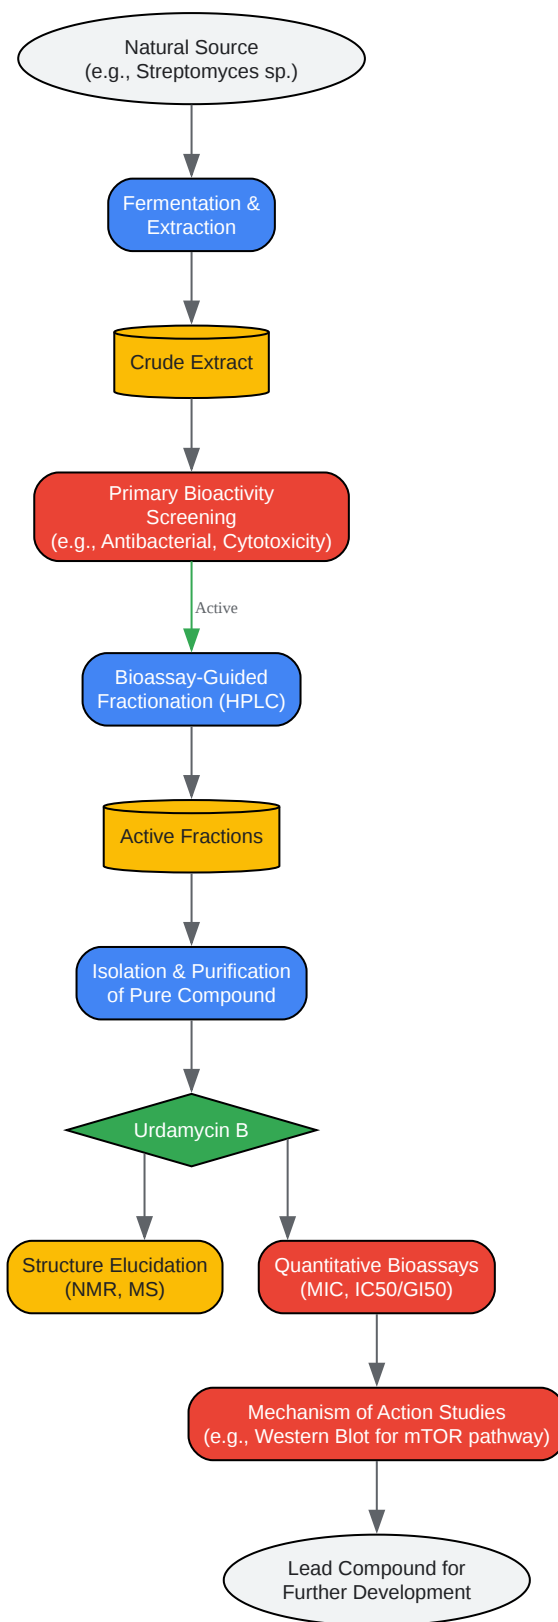 Natural Source
(e.g., Streptomyces sp.)
Fermentation &
Extraction
Crude Extract
Primary Bioactivity
Screening
(e.g., Antibacterial, Cytotoxicity)
Active
Bioassay-Guided
Fractionation (HPLC)
Active Fractions
Isolation & Purification
of Pure Compound
Urdamycin B
Structure Elucidation
(NMR, MS)
Quantitative Bioassays
(MIC, IC50/GI50)
Mechanism of Action Studies
(e.g., Western Blot for mTOR pathway)
Lead Compound for
Further Development